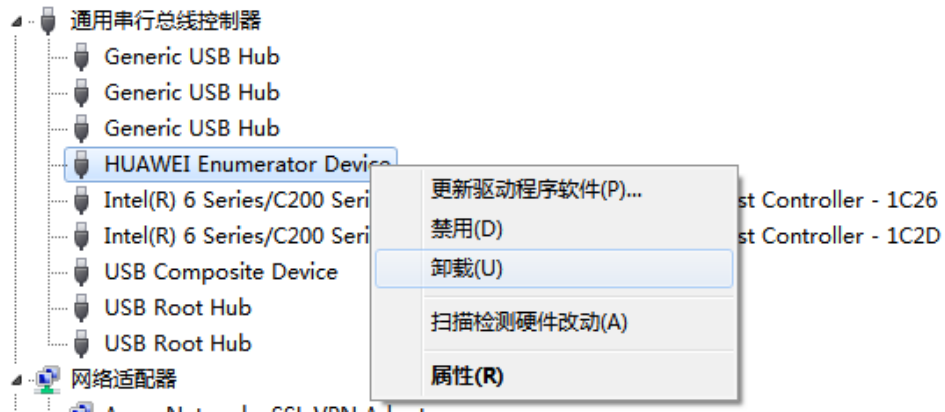 通用串行总线控制器
Generic USB Hub
Generic USB Hub
Generic USB Hub
HUAWEI Enumerator Device
更新驱动程序软件(P)...
Intel(R) 6 Series/C200 Seri
st Controller - 1C26
禁用(D)
Intel(R) 6 Series/C200 Seri
st Controller - 1C2D
卸载(U)
USB Composite Device
USB Root Hub
扫描检测硬件改动(A)
USB Root Hub
网络适配器
属性(R)